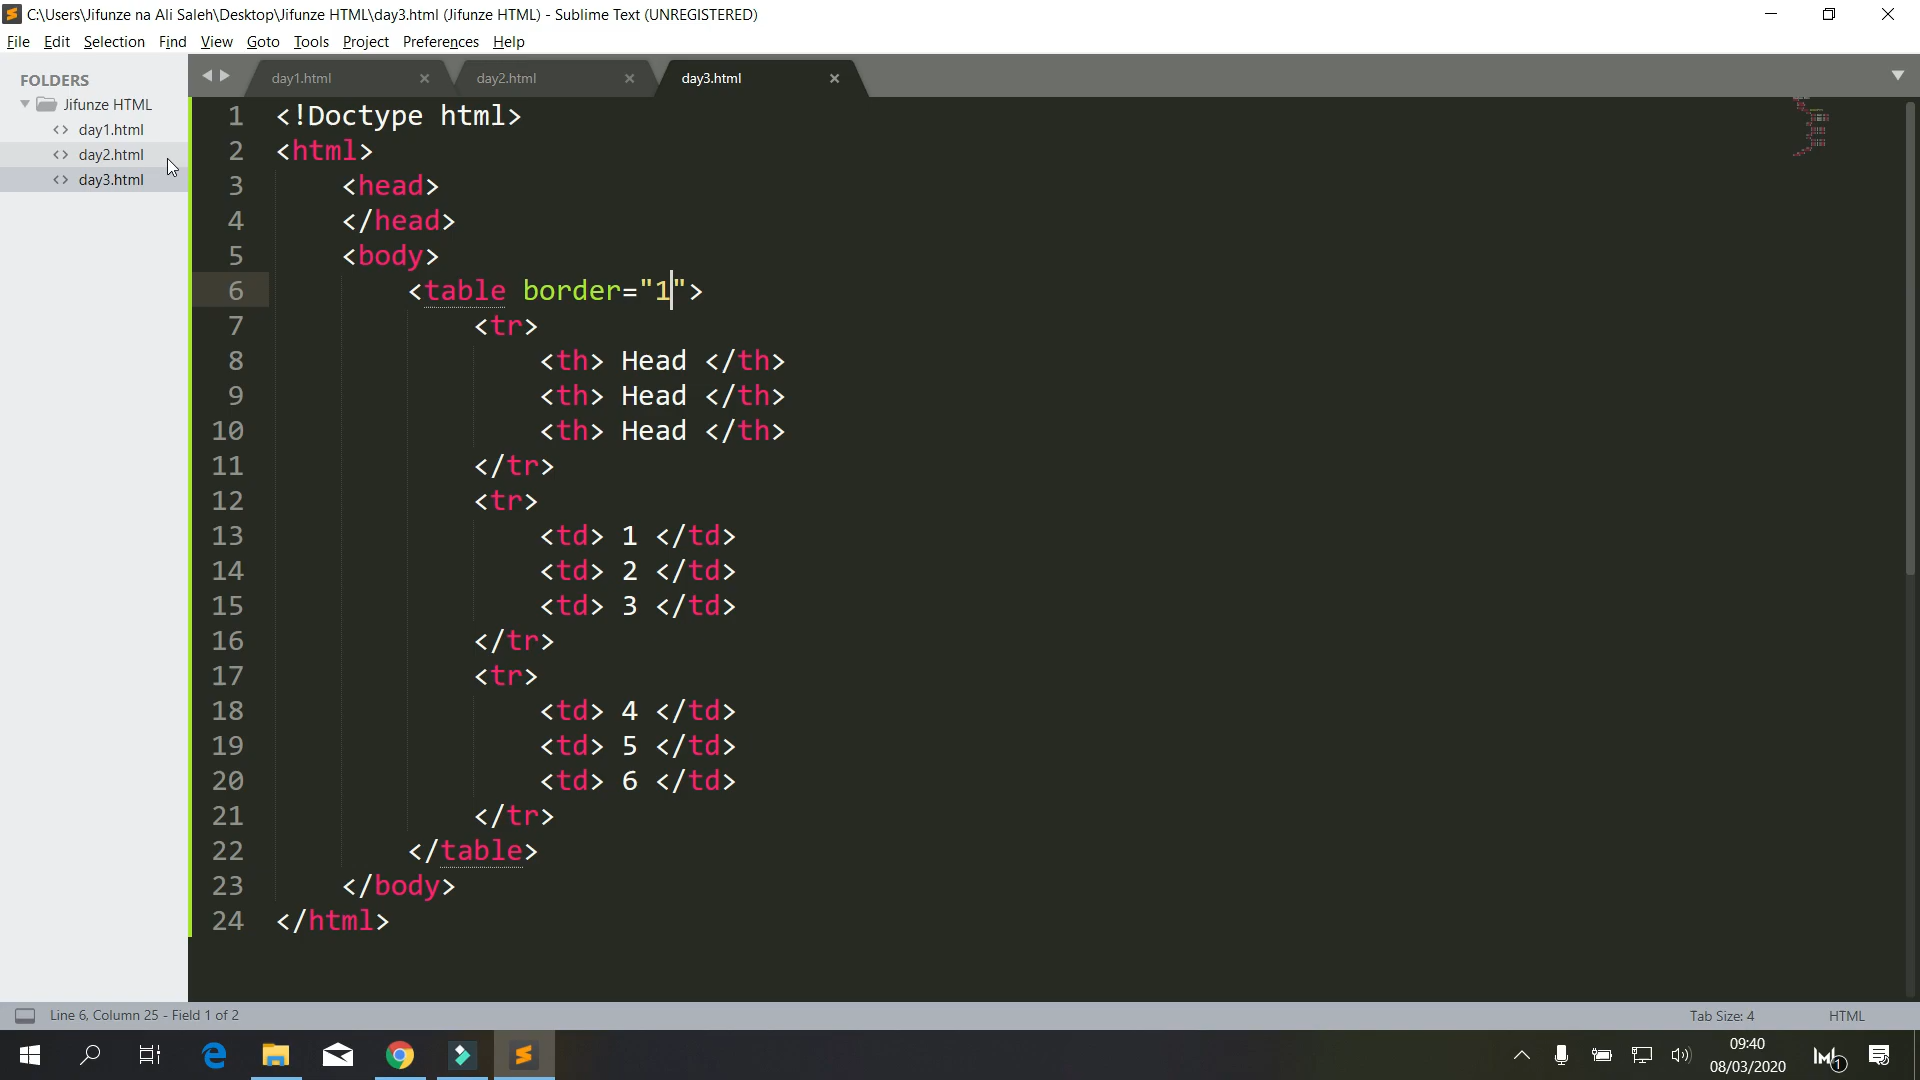 C:\Users\Jifunze na Ali Saleh\Desktop\Jifunze HTML\day3.html (Jifunze HTML) - Sublime Text (UNREGISTERED)
File Edit Selection Find View Goto Tools Project Preferences Help
FOLDERS
Jifunze HTML
<> day1.html
<> day2.html
<> day3.html
day1.html × day2.html × day3.html ×
1 <!Doctype html>
2 <html>
3 <head>
4 </head>
5 <body>
6 <table border="1">
7 <tr>
8 <th> Head </th>
9 <th> Head </th>
10 <th> Head </th>
11 </tr>
12 <tr>
13 <td> 1 </td>
14 <td> 2 </td>
15 <td> 3 </td>
16 </tr>
17 <tr>
18 <td> 4 </td>
19 <td> 5 </td>
20 <td> 6 </td>
21 </tr>
22 </table>
23 </body>
24 </html>
Line 6, Column 25 - Field 1 of 2 Tab Size: 4 HTML
09:40
08/03/2020
1